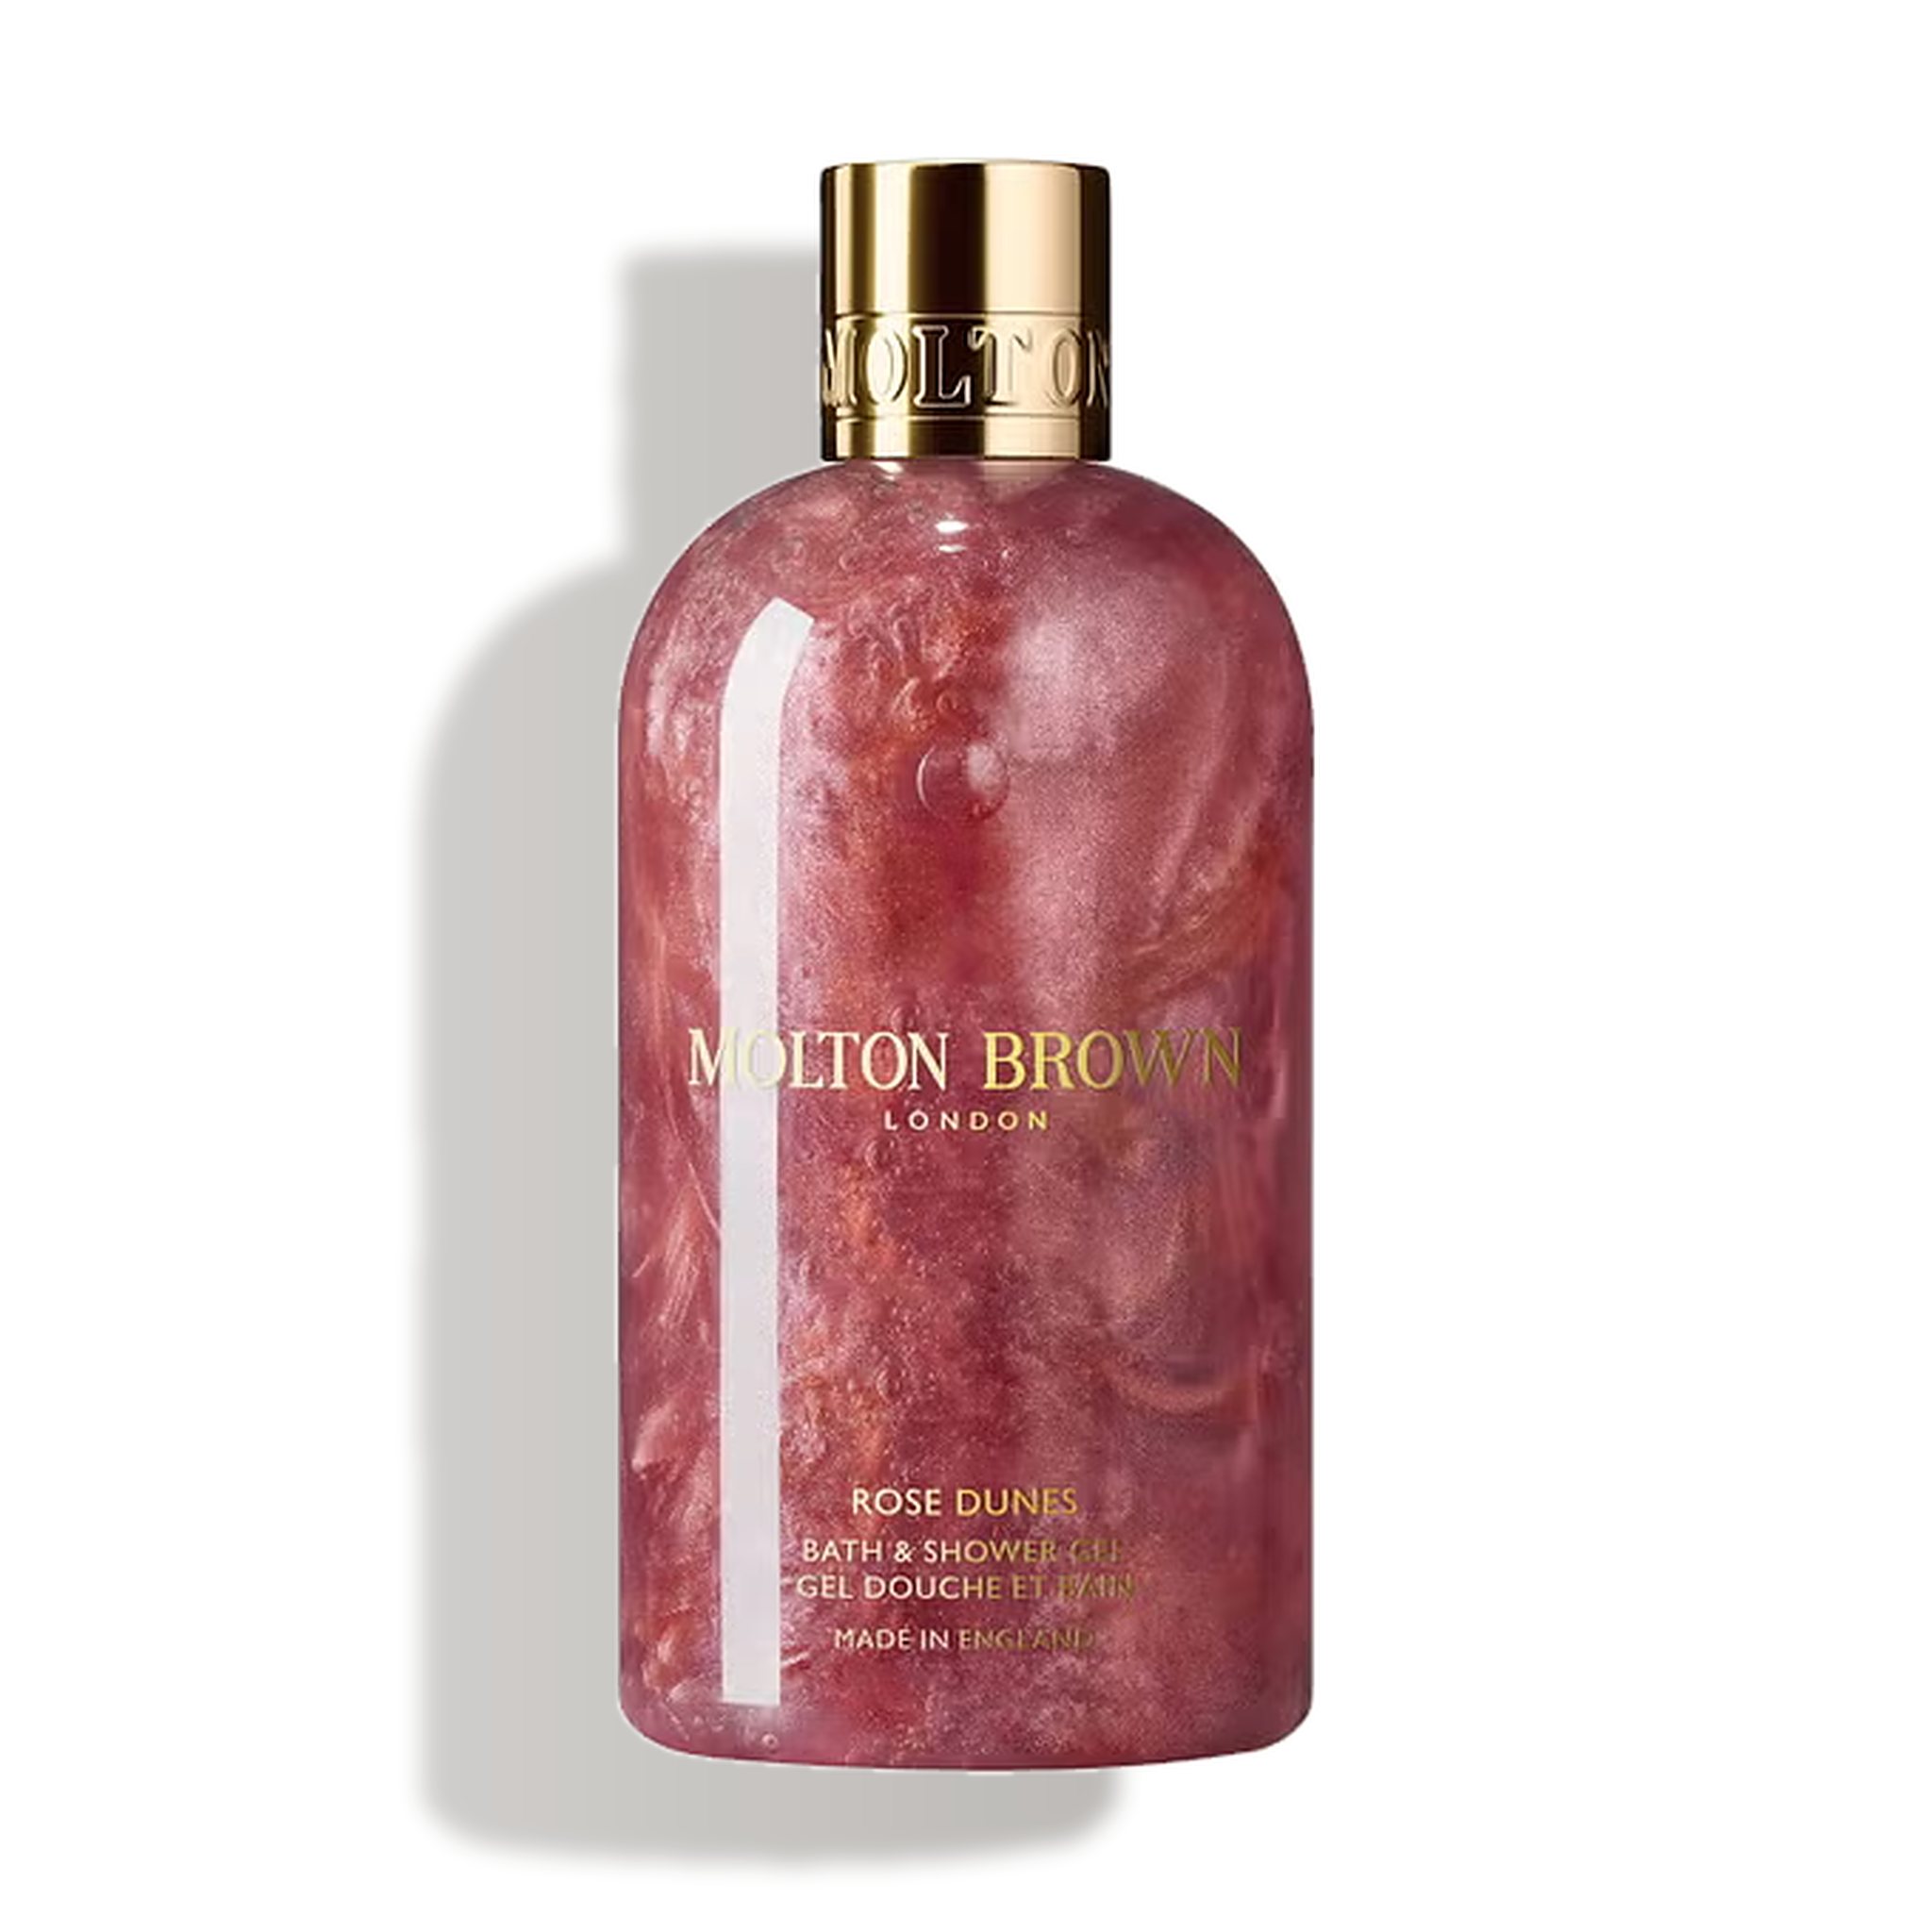 MOLTON
MOLTON BROWN
LONDON
ROSE DUNES
BATH & SHOWER GEL
GEL DOUCHE ET BAIN
MADE IN ENGLAND